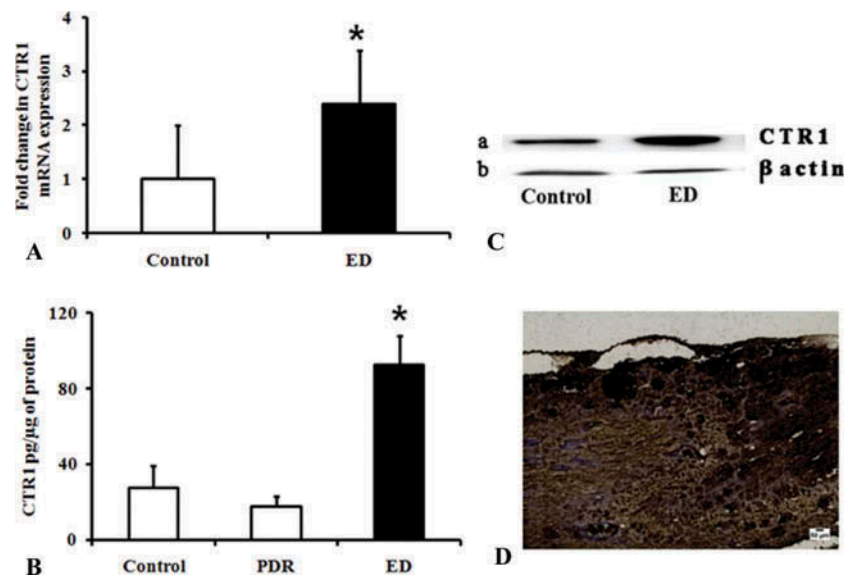 4
*
3
2
1
0
Fold change in CTR1
mRNA expression
Control ED
A
a CTR1
b β actin
Control ED
C
120
*
80
40
0
CTR1 pg/µg of protein
Control PDR ED
B
D